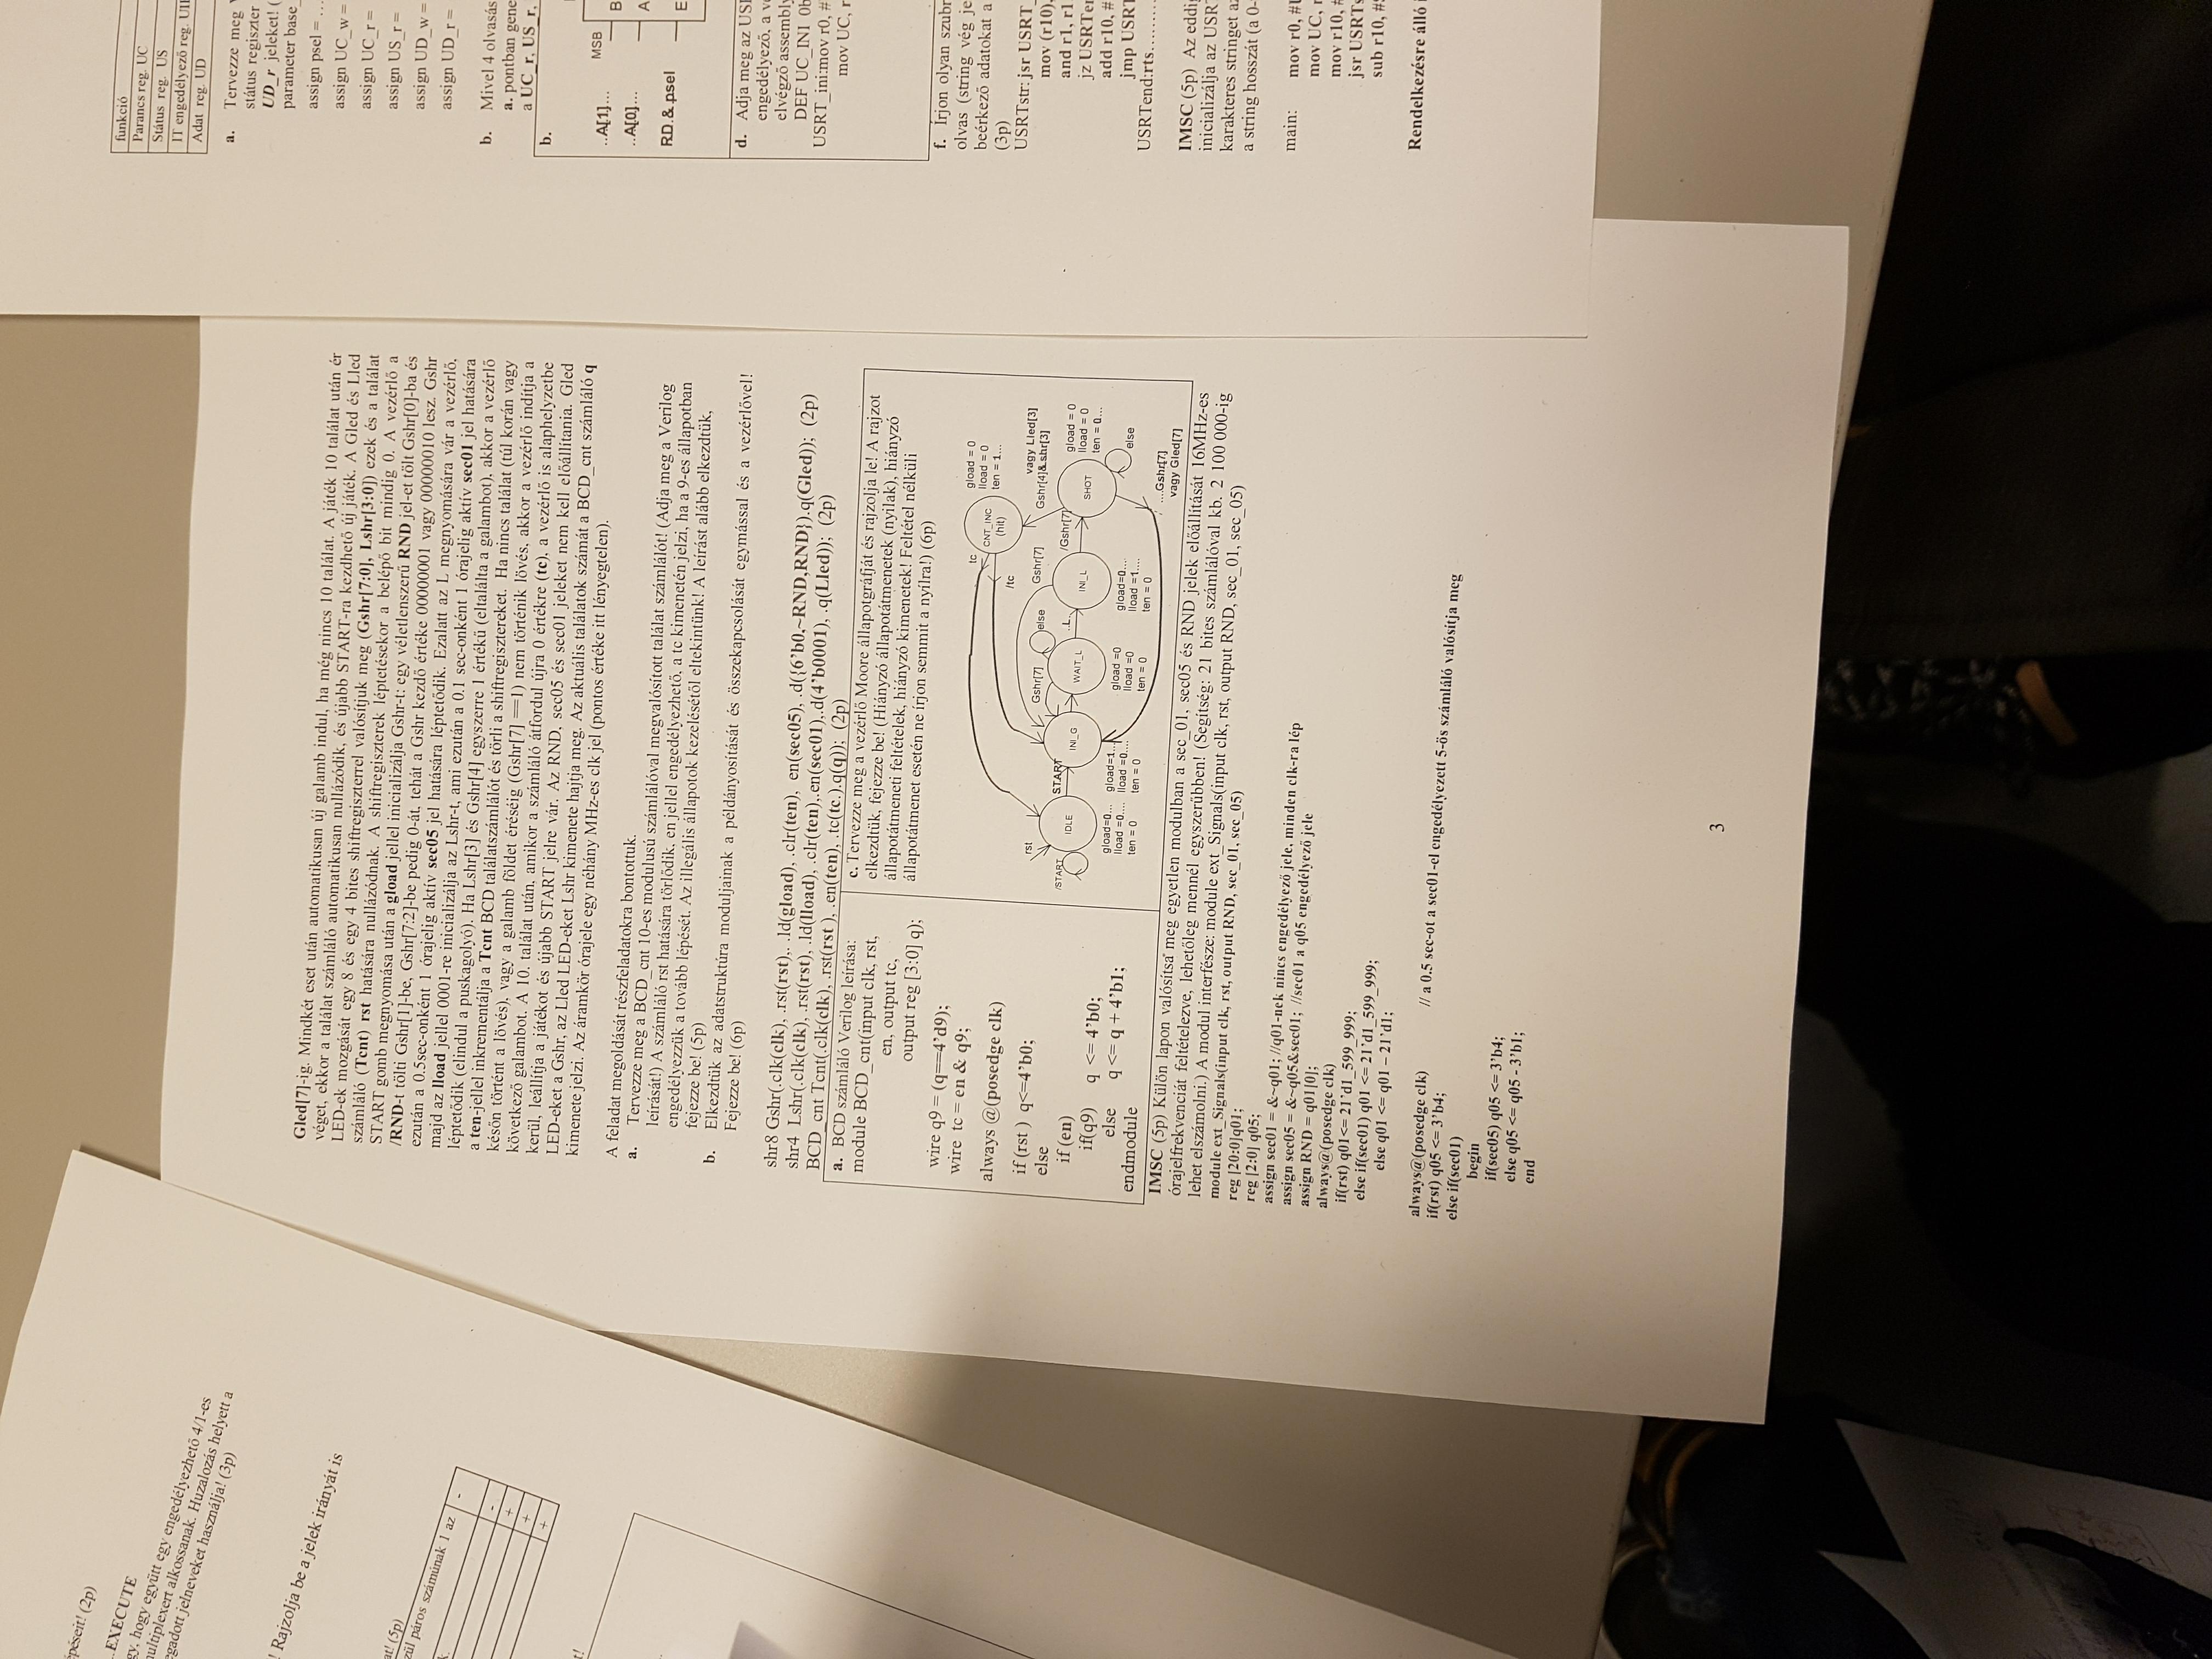 épéseit! (2p)
..EXECUTE
gy, hogy együtt egy engedélyezhető 4/1-es
multiplexert alkossanak. Huzalozás helyett a
egadott jelneveket használja! (3p)
! Rajzolja be a jelek irányát is
at! (5p)
zül páros számúnak 1 az -
k. -
+
+
+
t!
Gled[7]-ig. Mindkét eset után automatikusan új galamb indul, ha még nincs 10 találat. A játék 10 találat után ér
véget, ekkor a találat számláló automatikusan nullázódik, és újabb START-ra kezdhető új játék. A Gled és Lled
LED-ek mozgását egy 8 és egy 4 bites shiftregiszterrel valósítjuk meg (Gshr[7:0], Lshr[3:0]) ezek és a találat
számláló (Tcnt) rst hatására nullázódnak. A shiftregiszterek léptetésekor a belépő bit mindig 0. A vezérlő a
START gomb megnyomása után a gload jellel inicializálja Gshr-t: egy véletlenszerű RND jel-et tölt Gshr[0]-ba és
/RND-t tölti Gshr[1]-be, Gshr[7:2]-be pedig 0-át, tehát a Gshr kezdő értéke 00000001 vagy 00000010 lesz. Gshr
ezután a 0.5sec-onként 1 órajelig aktív sec05 jel hatására léptetődik. Ezalatt az L megnyomására vár a vezérlő,
majd az lload jellel 0001-re inicializálja az Lshr-t, ami ezután a 0.1 sec-onként 1 órajelig aktív sec01 jel hatására
léptetődik (elindul a puskagolyó). Ha Lshr[3] és Gshr[4] egyszerre 1 értékű (eltalálta a galambot), akkor a vezérlő
a ten-jellel inkrementálja a Tcnt BCD találatszámlálót és törli a shiftregisztereket. Ha nincs találat (túl korán vagy
későn történt a lövés), vagy a galamb földet éréséig (Gshr[7] ==1) nem történik lövés, akkor a vezérlő indítja a
következő galambot. A 10. találat után, amikor a számláló átfordul újra 0 értékre (tc), a vezérlő is alaphelyzetbe
kerül, leállítja a játékot és újabb START jelre vár. Az RND, sec05 és sec01 jeleket nem kell előállítania. Gled
LED-eket a Gshr, az Lled LED-eket Lshr kimenete hajtja meg. Az aktuális találatok számát a BCD_cnt számláló q
kimenete jelzi. Az áramkör órajele egy néhány MHz-es clk jel (pontos értéke itt lényegtelen).
A feladat megoldását részfeladatokra bontottuk.
a. Tervezze meg a BCD_cnt 10-es modulusú számlálóval megvalósított találat számlálót! (Adja meg a Verilog
leírását!) A számláló rst hatására törlődik, en jellel engedélyezhető, a tc kimenetén jelzi, ha a 9-es állapotban
engedélyezzük a tovább lépését. Az illegális állapotok kezelésétől eltekintünk! A leírást alább elkezdtük,
fejezze be! (5p)
b. Elkezdtük az adatstruktúra moduljainak a példányosítását és összekapcsolását egymással és a vezérlővel!
Fejezze be! (6p)
shr8 Gshr(.clk(clk), .rst(rst),. .ld(gload), .clr(ten), en(sec05), .d({6'b0,~RND,RND}).q(Gled)); (2p)
shr4 Lshr(.clk(clk), .rst(rst), .ld(lload), .clr(ten),.en(sec01),.d(4'b0001), .q(Lled)); (2p)
BCD_cnt Tcnt(.clk(clk), .rst(rst ), .en(ten), .tc(tc.).q(q)); (2p)
a. BCD számláló Verilog leírása:
module BCD_cnt(input clk, rst,
en, output tc,
output reg [3:0] q);
wire q9 = (q==4'd9);
wire tc = en & q9;
always @(posedge clk)
if (rst ) q<=4'b0;
else
if (en)
if(q9) q <= 4'b0;
else q <= q + 4'b1;
endmodule
c. Tervezze meg a vezérlő Moore állapotgráfját és rajzolja le! A rajzot
elkezdtük, fejezze be! (Hiányzó állapotátmenetek (nyilak), hiányzó
állapotátmeneti feltételek, hiányzó kimenetek! Feltétel nélküli
állapotátmenet esetén ne írjon semmit a nyílra!) (6p)
tc
CNT_INC
(hit)
gload = 0
lload = 0
ten = 1...
/tc
rst
Gshr[7]
else
Gshr[7]
vagy Lled[3]
Gshr[4]&.shr[3]
/START
IDLE
START
INI_G
WAIT_L
..L.
INI_L
/Gshr[7]
SHOT
gload = 0
lload = 0
ten = 0...
else
gload=0...
lload =0....
ten = 0
gload=1...
lload =0....
ten = 0
gload =0
lload =0
ten = 0
gload=0....
lload =1....
ten = 0
....Gshr[7]
vagy Gled[7]
IMSC (5p) Külön lapon valósítsa meg egyetlen modulban a sec_01, sec05 és RND jelek előállítását 16MHz-es
órajelfrekvenciát feltételezve, lehetőleg mennél egyszerűbben! (Segítség: 21 bites számlálóval kb. 2 100 000-ig
lehet elszámolni.) A modul interfésze: module ext_Signals(input clk, rst, output RND, sec_01, sec_05)
module ext_Signals(input clk, rst, output RND, sec_01, sec_05)
reg [20:0]q01;
reg [2:0] q05;
assign sec01 = &~q01; //q01-nek nincs engedélyező jele, minden clk-ra lép
assign sec05 = &~q05&sec01; //sec01 a q05 engedélyező jele
assign RND = q01[0];
always@(posedge clk)
if(rst) q01<= 21'd1_599_999;
else if(sec01) q01 <= 21'd1_599_999;
else q01 <= q01 – 21'd1;
always@(posedge clk) // a 0.5 sec-ot a sec01-el engedélyezett 5-ös számláló valósítja meg
if(rst) q05 <= 3'b4;
else if(sec01)
begin
if(sec05) q05 <= 3'b4;
else q05 <= q05 - 3'b1;
end
3
funkció
Parancs reg. UC
Státus reg. US
IT engedélyező reg. UIE
Adat reg. UD
a. Tervezze meg
státus regiszter
UD_r jeleket! (
parameter base_
assign psel = ...
assign UC_w =
assign UC_r =
assign US_r =
assign UD_w =
assign UD_r =
b. Mivel 4 olvasás
a. pontban gene
a UC_r, US_r,
b.
..A[1]... MSB B
..A[0]... A
RD.&.psel E
d. Adja meg az USR
engedélyező, a ve
elvégző assembly
DEF UC_INI 0b
USRT_ini:mov r0, #
mov UC, r
f. Írjon olyan szubr
olvas (string vég je
beérkező adatokat a
(3p)
USRTstr: jsr USRT_
mov (r10),
and r1, r1
jz USRTen
add r10, #
jmp USRT
USRTend:rts.........
IMSC (5p) Az eddig
inicializálja az USRT
karakteres stringet az
a string hosszát (a 0-
main: mov r0, #U
mov UC, r
mov r10, #
jsr USRTs
sub r10, #S
Rendelkezésre álló i